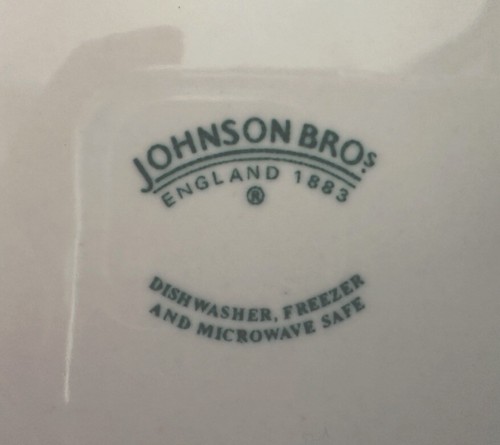 JOHNSON BROS
ENGLAND 1883
®
DISHWASHER, FREEZER
AND MICROWAVE SAFE